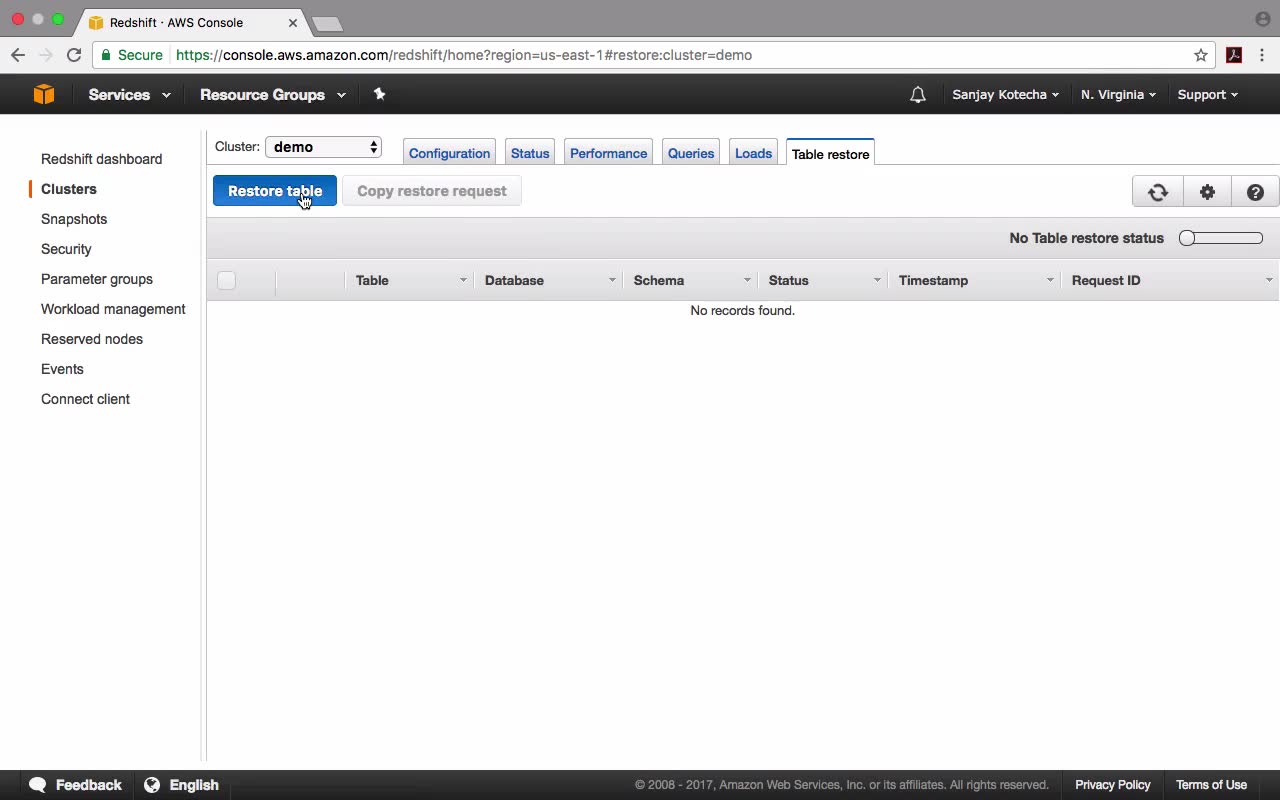 Redshift · AWS Console
Secure https://console.aws.amazon.com/redshift/home?region=us-east-1#restore:cluster=demo
Services Resource Groups Sanjay Kotecha N. Virginia Support
Redshift dashboard
Clusters
Snapshots
Security
Parameter groups
Workload management
Reserved nodes
Events
Connect client
Cluster: demo Configuration Status Performance Queries Loads Table restore
Restore table Copy restore request
No Table restore status
Table Database Schema Status Timestamp Request ID
No records found.
Feedback English © 2008 - 2017, Amazon Web Services, Inc. or its affiliates. All rights reserved. Privacy Policy Terms of Use